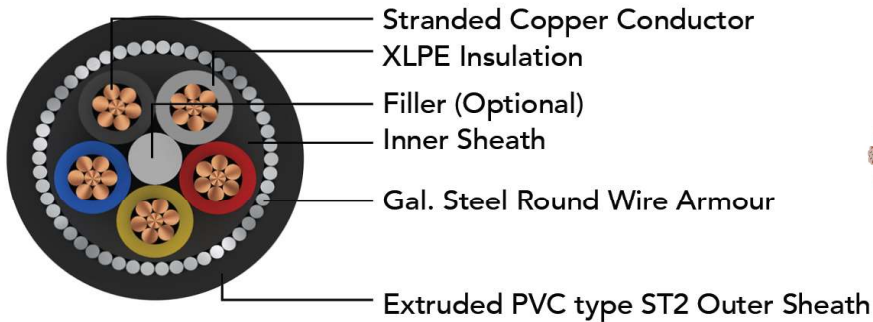 Stranded Copper Conductor
XLPE Insulation
Filler (Optional)
Inner Sheath
Gal. Steel Round Wire Armour
Extruded PVC type ST2 Outer Sheath